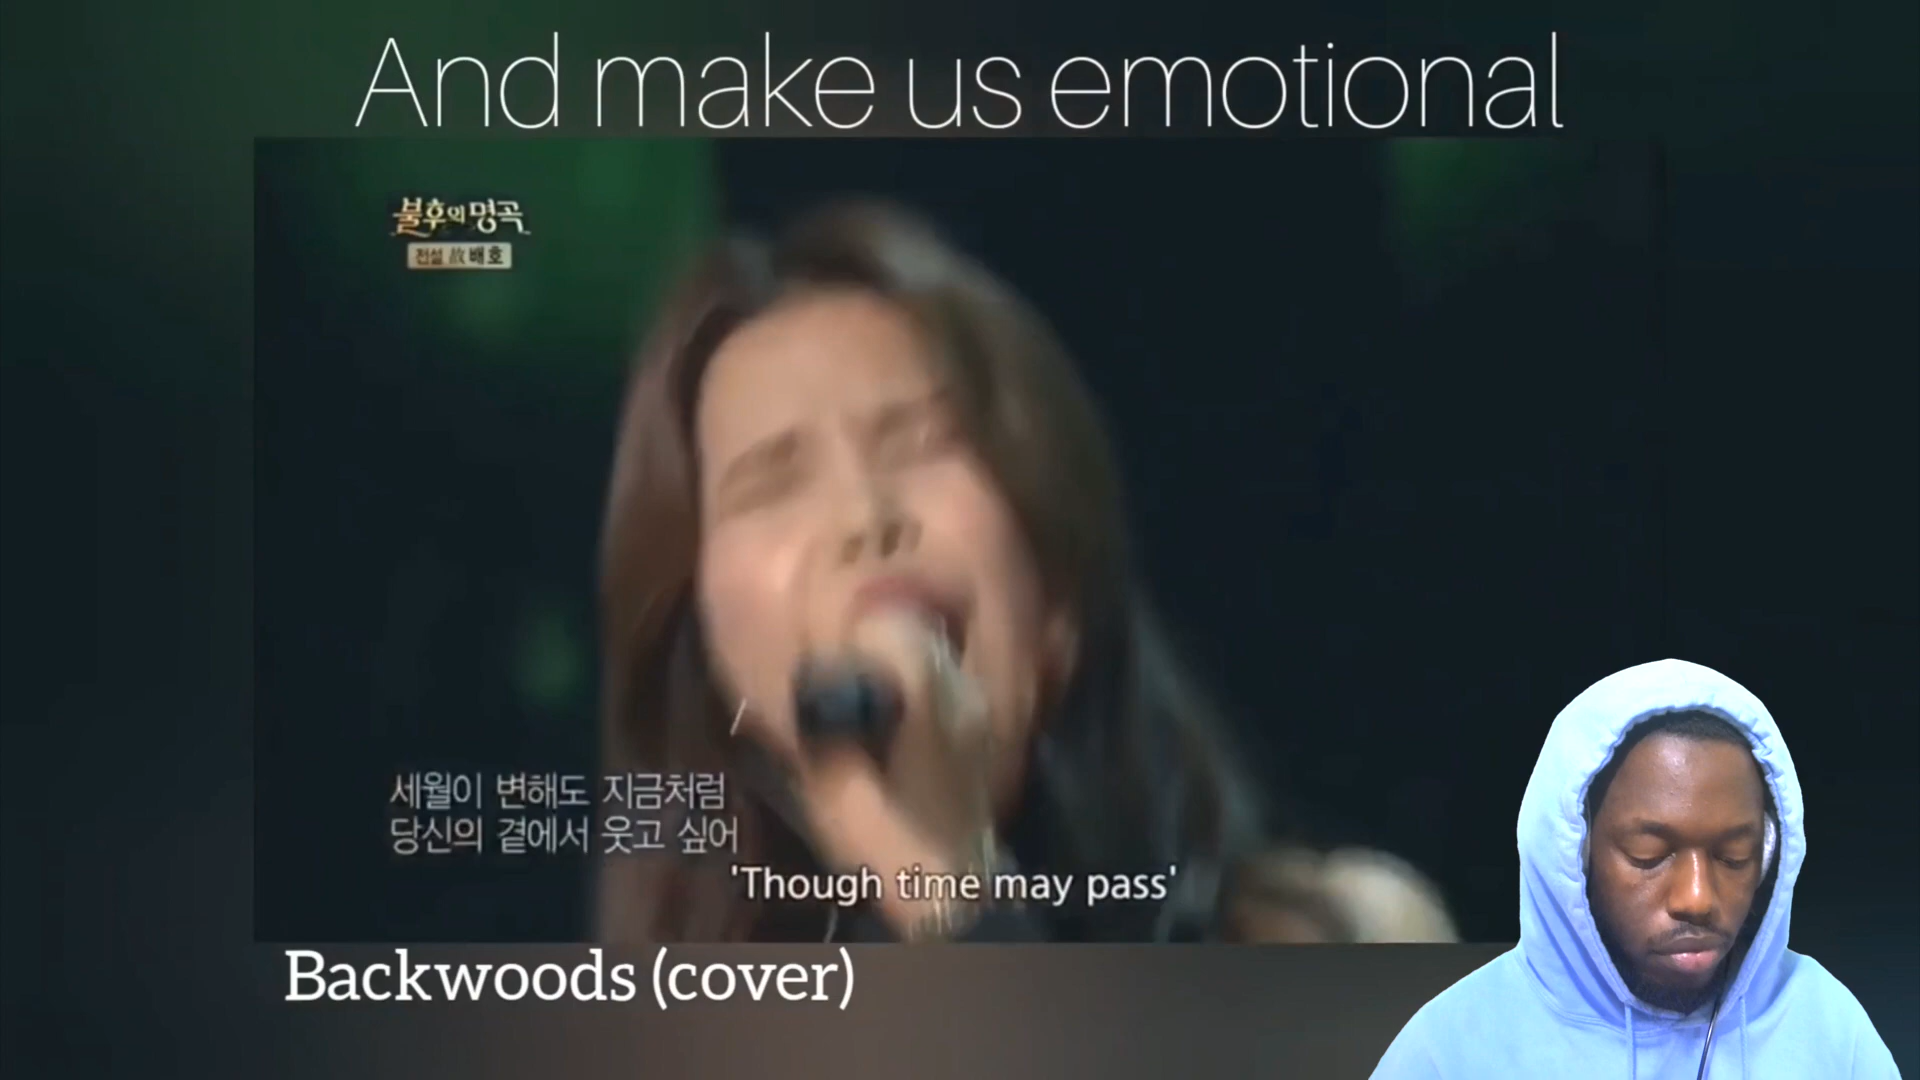 And make us emotional
불후의 명곡
전설 故 배호
세월이 변해도 지금처럼
당신의 곁에서 웃고 싶어
'Though time may pass'
Backwoods (cover)